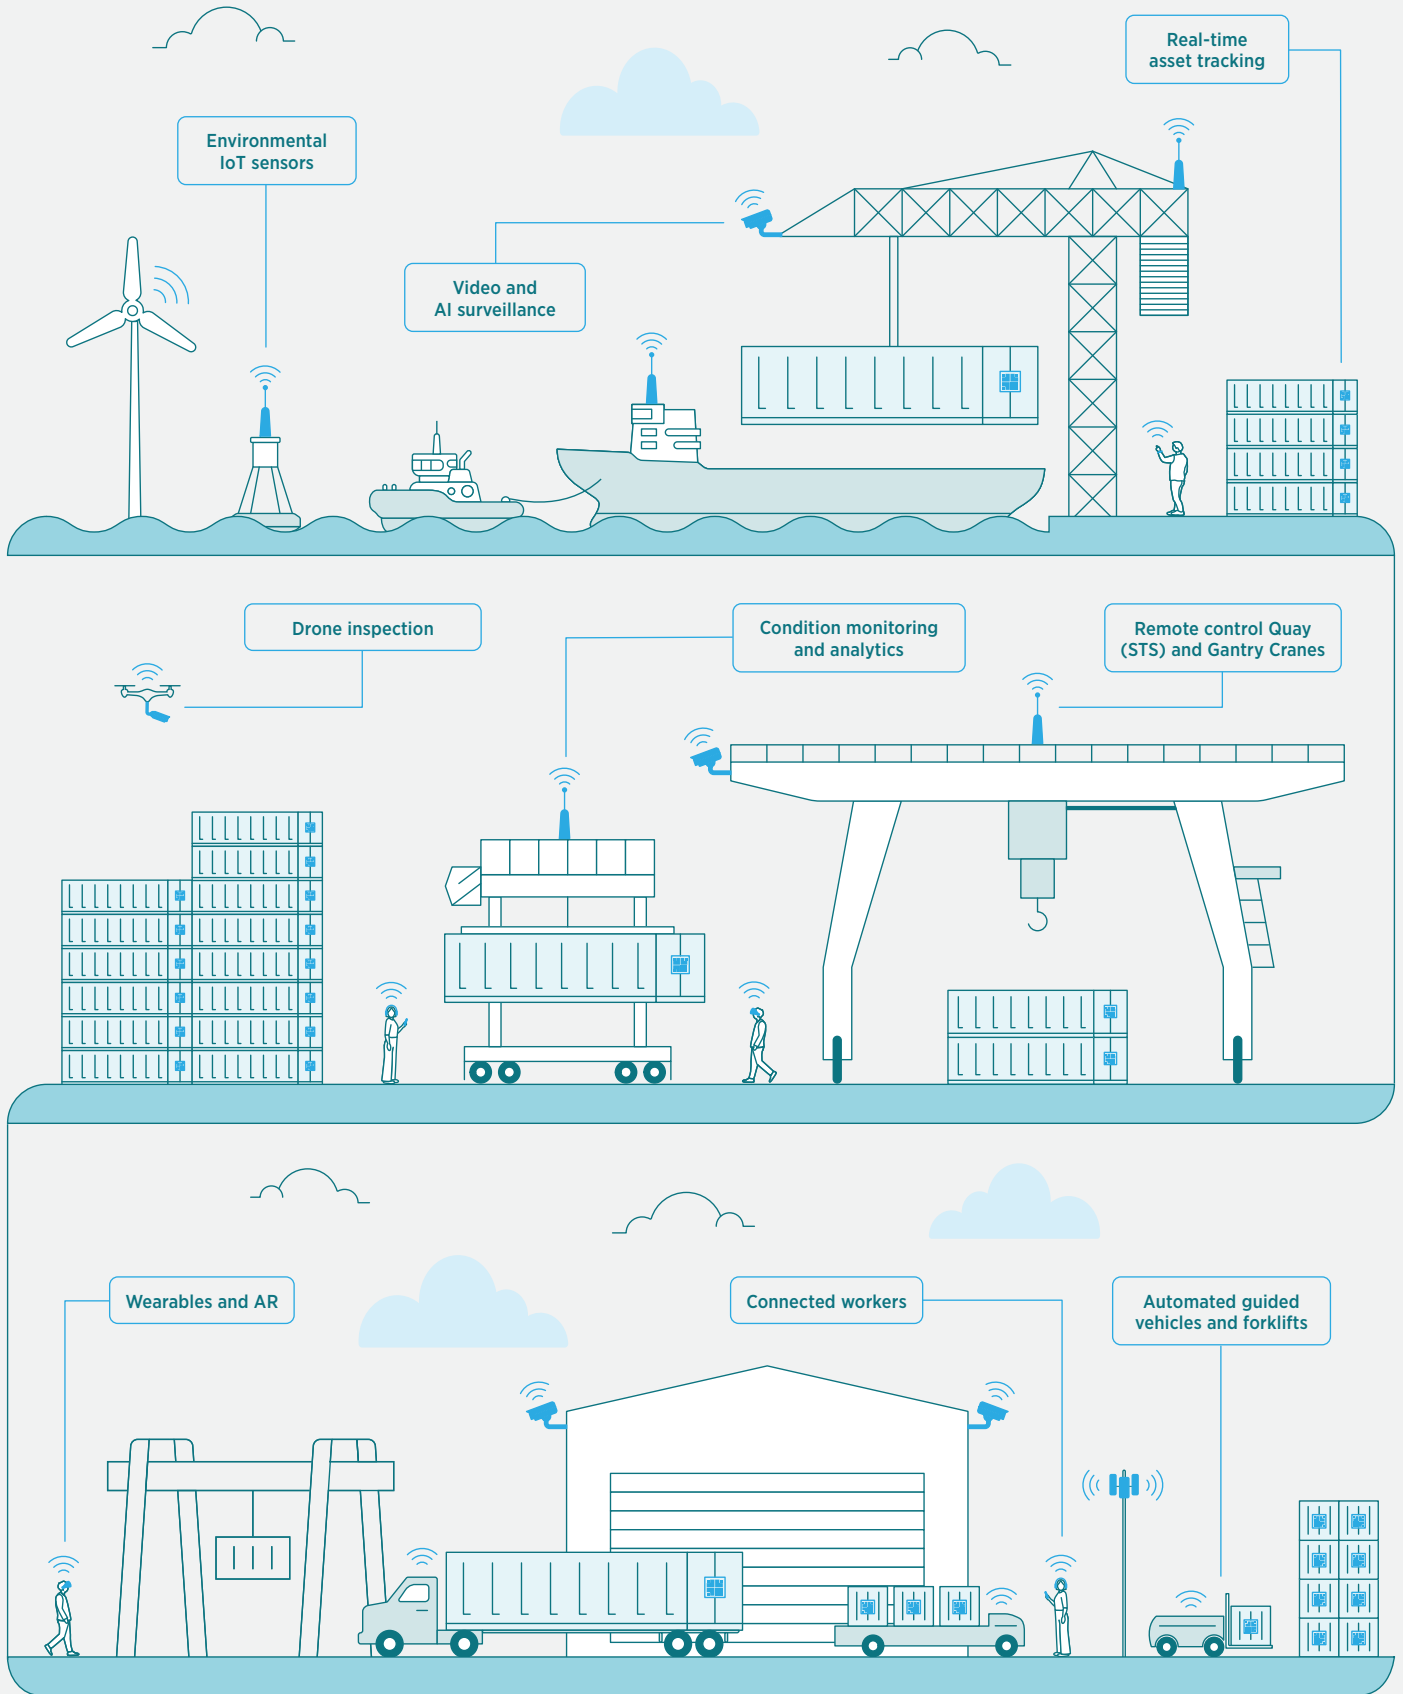 Real-time
asset tracking
Environmental
IoT sensors
Video and
AI surveillance
Drone inspection
Condition monitoring
and analytics
Remote control Quay
(STS) and Gantry Cranes
Wearables and AR
Connected workers
Automated guided
vehicles and forklifts